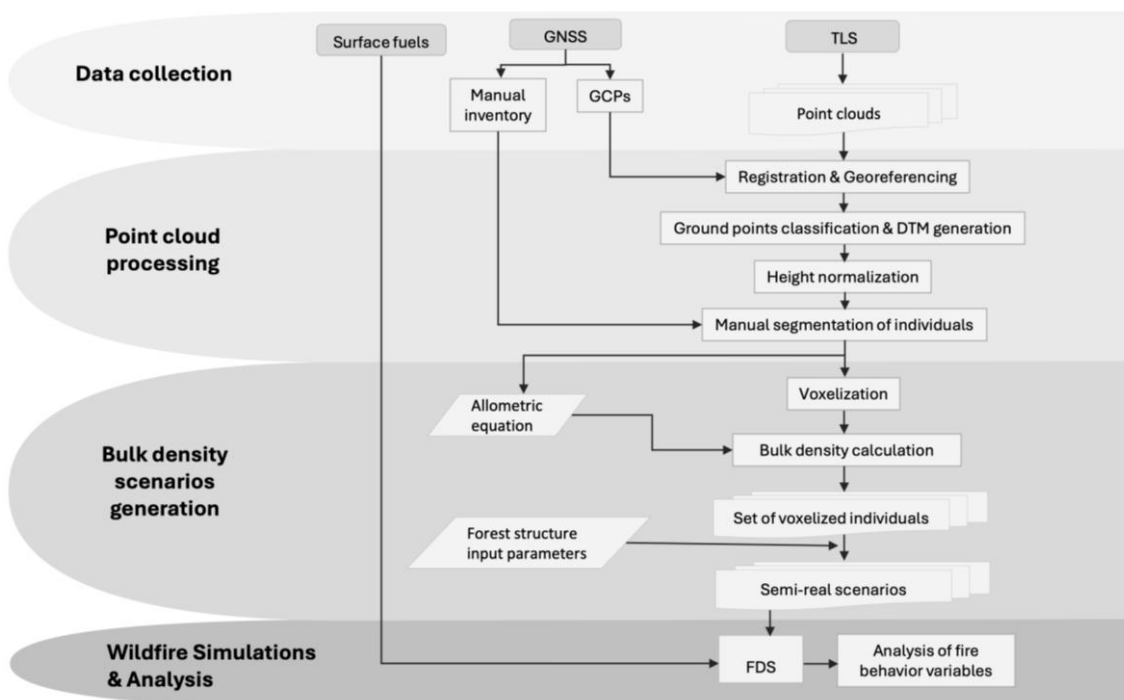 Data collection
Surface fuels
GNSS
TLS
Manual
inventory
GCPs
Point clouds
Point cloud
processing
Registration & Georeferencing
Ground points classification & DTM generation
Height normalization
Manual segmentation of individuals
Bulk density
scenarios
generation
Voxelization
Allometric
equation
Bulk density calculation
Set of voxelized individuals
Forest structure
input parameters
Semi-real scenarios
Wildfire Simulations
& Analysis
FDS
Analysis of fire
behavior variables